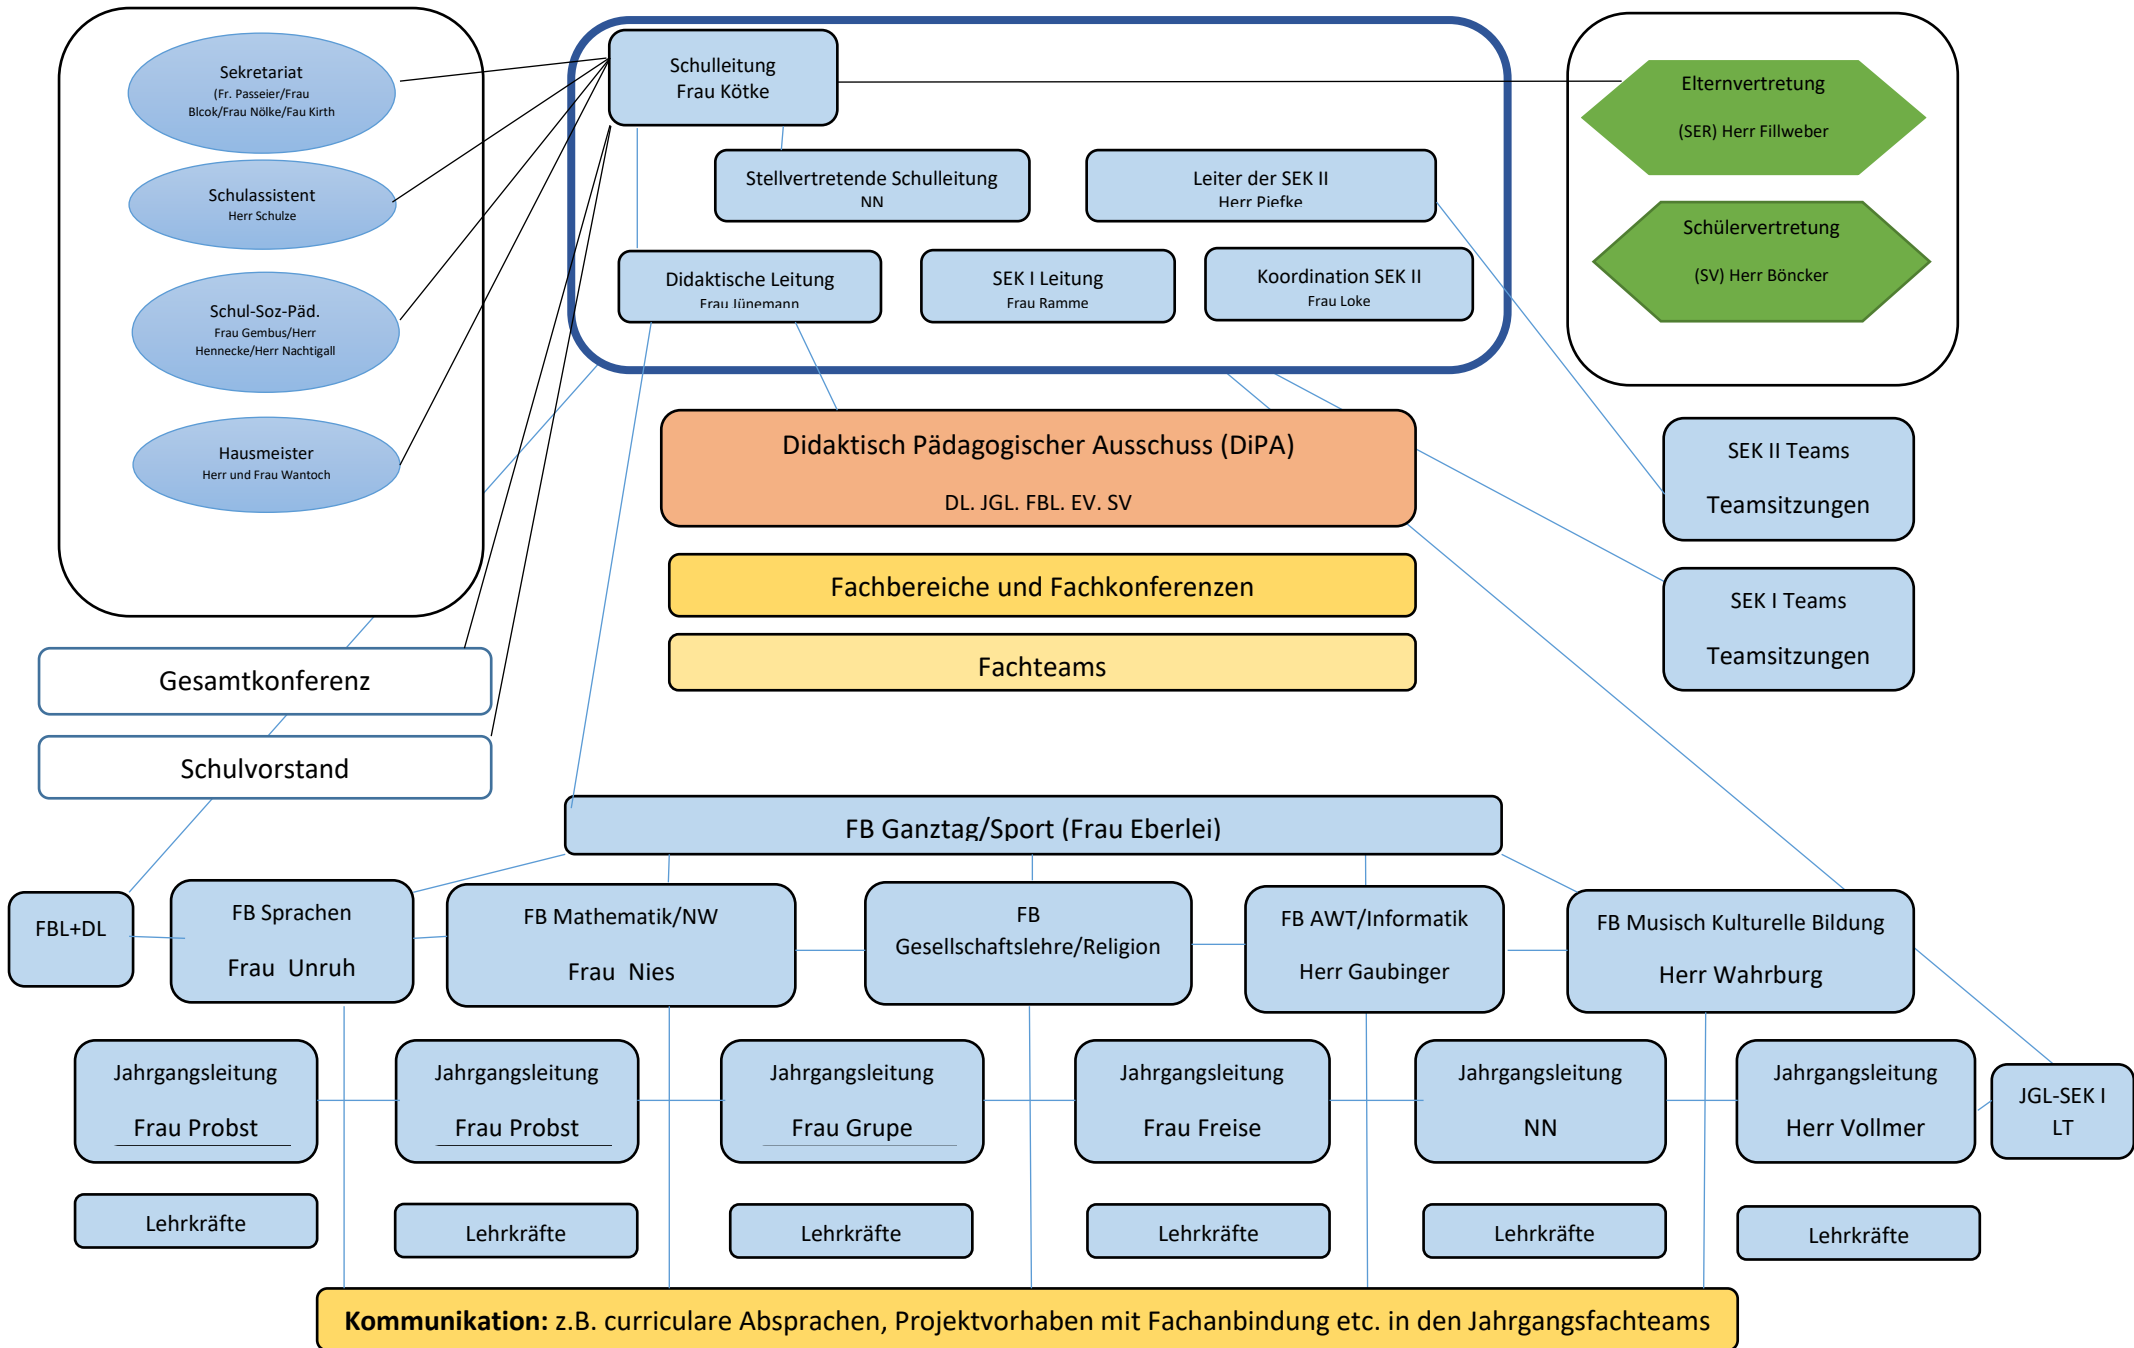 Sekretariat
(Fr. Passeier/Frau
Blcok/Frau Nölke/Fau Kirth
Schulassistent
Herr Schulze
Schul-Soz-Päd.
Frau Gembus/Herr
Hennecke/Herr Nachtigall
Hausmeister
Herr und Frau Wantoch
Schulleitung
Frau Kötke
Stellvertretende Schulleitung
NN
Leiter der SEK II
Herr Piefke
Didaktische Leitung
Frau Jünemann
SEK I Leitung
Frau Ramme
Koordination SEK II
Frau Loke
Elternvertretung
(SER) Herr Fillweber
Schülervertretung
(SV) Herr Böncker
Didaktisch Pädagogischer Ausschuss (DiPA)
DL. JGL. FBL. EV. SV
Fachbereiche und Fachkonferenzen
Fachteams
SEK II Teams
Teamsitzungen
SEK I Teams
Teamsitzungen
Gesamtkonferenz
Schulvorstand
FB Ganztag/Sport (Frau Eberlei)
FBL+DL
FB Sprachen
Frau Unruh
FB Mathematik/NW
Frau Nies
FB
Gesellschaftslehre/Religion
FB AWT/Informatik
Herr Gaubinger
FB Musisch Kulturelle Bildung
Herr Wahrburg
Jahrgangsleitung
Frau Probst
Jahrgangsleitung
Frau Probst
Jahrgangsleitung
Frau Grupe
Jahrgangsleitung
Frau Freise
Jahrgangsleitung
NN
Jahrgangsleitung
Herr Vollmer
JGL-SEK I
LT
Lehrkräfte
Lehrkräfte
Lehrkräfte
Lehrkräfte
Lehrkräfte
Lehrkräfte
Kommunikation: z.B. curriculare Absprachen, Projektvorhaben mit Fachanbindung etc. in den Jahrgangsfachteams